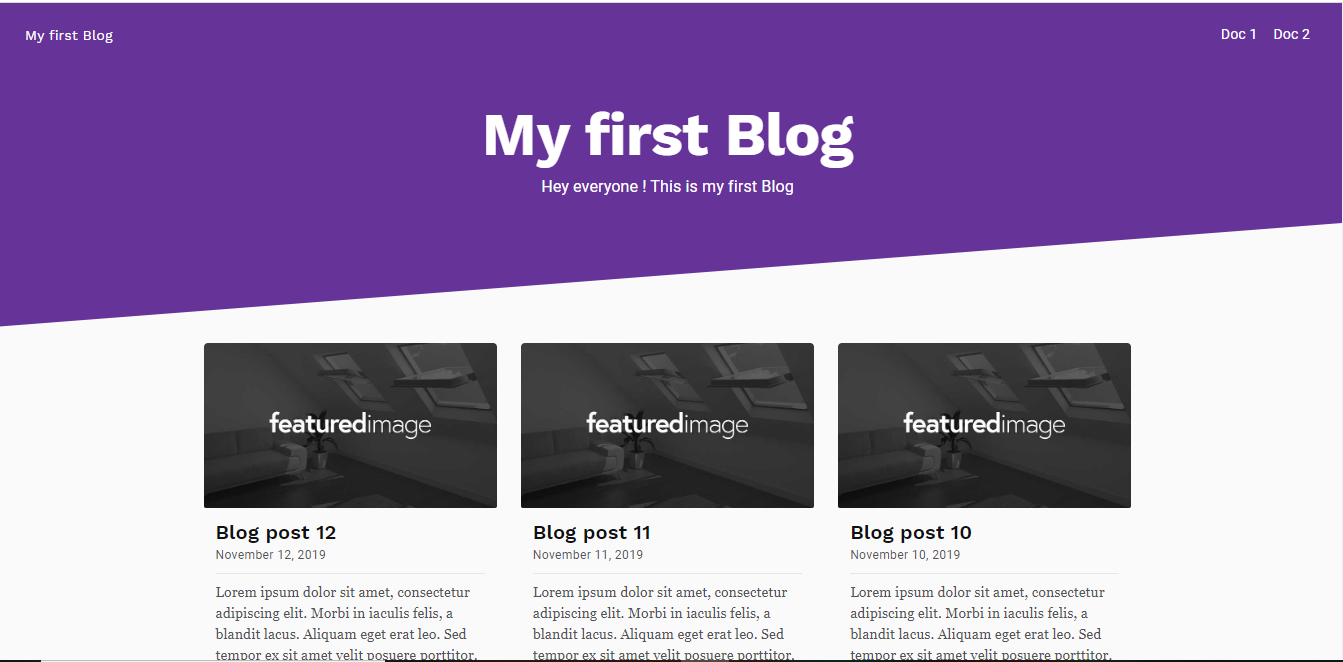 My first Blog
Doc 1 Doc 2
My first Blog
Hey everyone ! This is my first Blog
featuredimage
featuredimage
featuredimage
Blog post 12
November 12, 2019
Lorem ipsum dolor sit amet, consectetur
adipiscing elit. Morbi in iaculis felis, a
blandit lacus. Aliquam eget erat leo. Sed
tempor ex sit amet velit posuere porttitor.
Blog post 11
November 11, 2019
Lorem ipsum dolor sit amet, consectetur
adipiscing elit. Morbi in iaculis felis, a
blandit lacus. Aliquam eget erat leo. Sed
tempor ex sit amet velit posuere porttitor.
Blog post 10
November 10, 2019
Lorem ipsum dolor sit amet, consectetur
adipiscing elit. Morbi in iaculis felis, a
blandit lacus. Aliquam eget erat leo. Sed
tempor ex sit amet velit posuere porttitor.